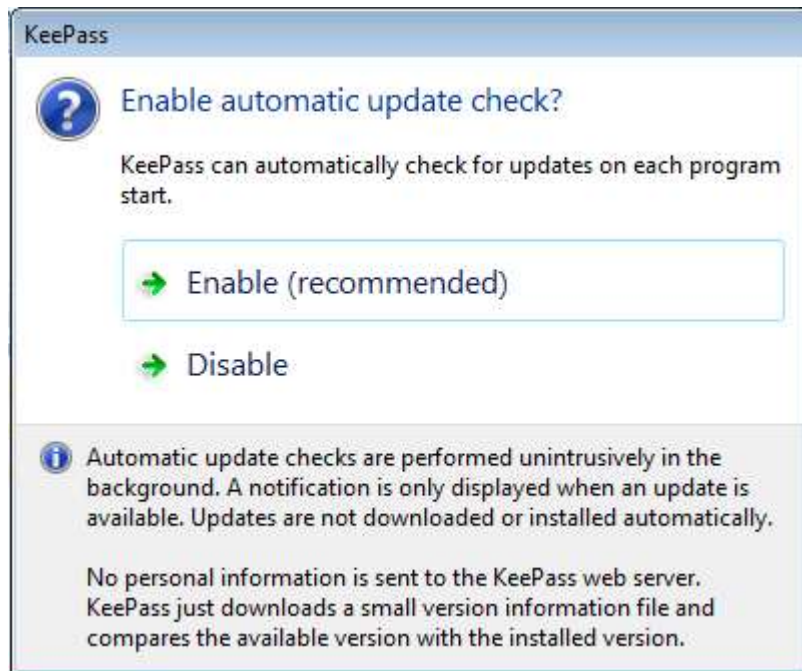 KeePass
Enable automatic update check?
KeePass can automatically check for updates on each program
start.
Enable (recommended)
Disable
Automatic update checks are performed unintrusively in the
background. A notification is only displayed when an update is
available. Updates are not downloaded or installed automatically.
No personal information is sent to the KeePass web server.
KeePass just downloads a small version information file and
compares the available version with the installed version.